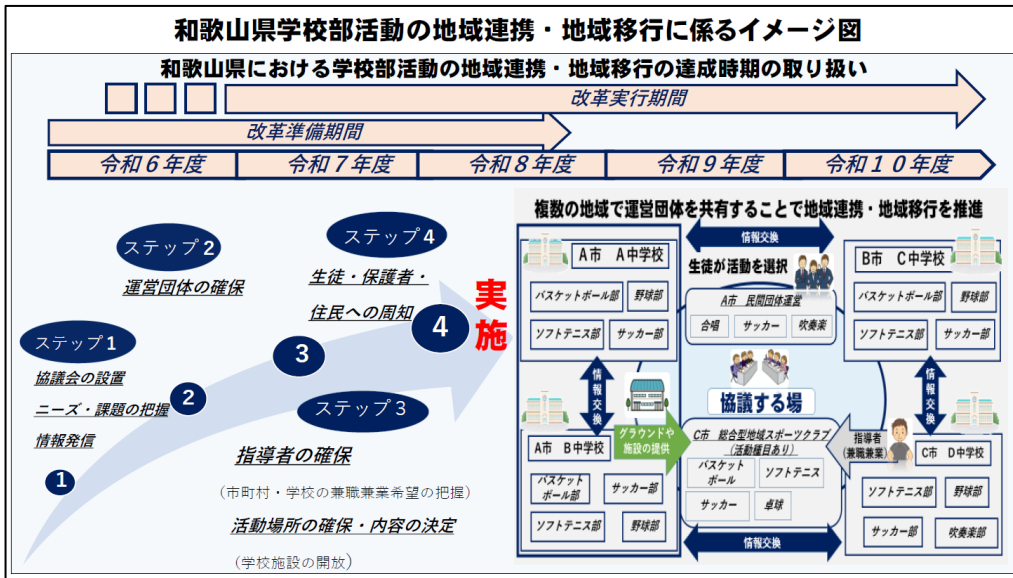 和歌山県学校部活動の地域連携・地域移行に係るイメージ図
和歌山県における学校部活動の地域連携・地域移行の達成時期の取り扱い
改革実行期間
改革準備期間
令和６年度
令和７年度
令和８年度
令和９年度
令和１０年度
ステップ１
協議会の設置
ニーズ・課題の把握
情報発信
1
ステップ２
運営団体の確保
2
ステップ３
指導者の確保
（市町村・学校の兼職兼業希望の把握）
活動場所の確保・内容の決定
（学校施設の開放）
3
ステップ４
生徒・保護者・
住民への周知
4
実施
複数の地域で運営団体を共有することで地域連携・地域移行を推進
A市　A中学校
バスケットボール部
野球部
ソフトテニス部
サッカー部
情報交換
生徒が活動を選択
A市　民間団体運営
合唱
サッカー
吹奏楽
B市　C中学校
バスケットボール部
野球部
ソフトテニス部
サッカー部
情報交換
協議する場
情報交換
A市　B中学校
バスケット
ボール部
サッカー部
ソフトテニス部
野球部
グラウンドや
施設の提供
C市　総合型地域スポーツクラブ
（活動種目あり）
バスケット
ボール
ソフトテニス
サッカー
卓球
指導者
（兼職兼業）
C市　D中学校
ソフトテニス部
野球部
サッカー部
吹奏楽部
情報交換